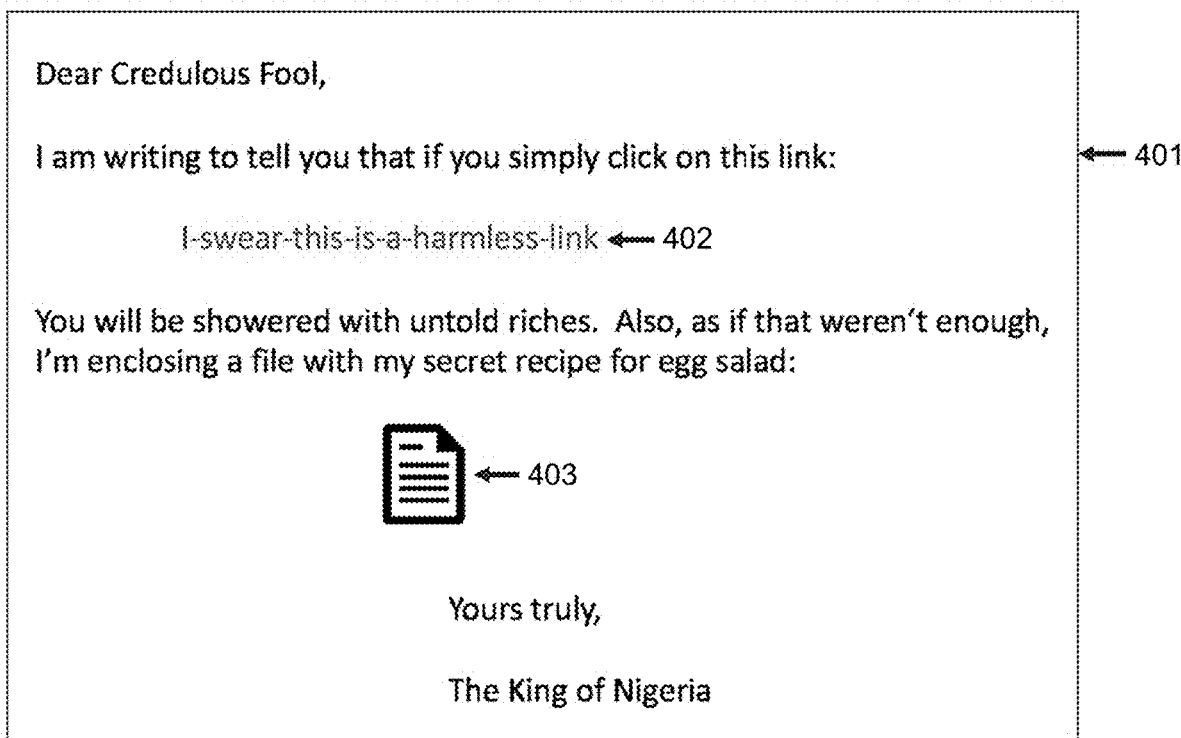 Dear Credulous Fool,
I am writing to tell you that if you simply click on this link:
401
I-swear-this-is-a-harmless-link
402
You will be showered with untold riches.  Also, as if that weren't enough,
I'm enclosing a file with my secret recipe for egg salad:
403
Yours truly,
The King of Nigeria